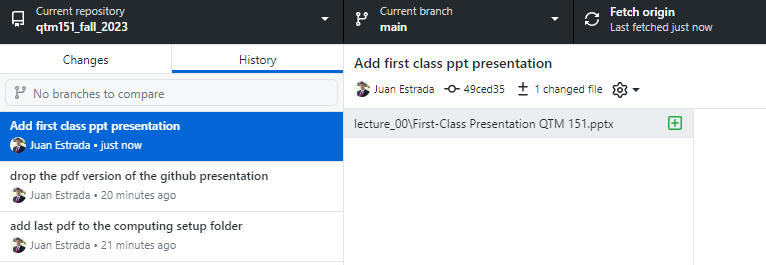 Current repository
qtm151_fall_2023
Current branch
main
Fetch origin
Last fetched just now
Changes
History
No branches to compare
Add first class ppt presentation
Juan Estrada • just now
drop the pdf version of the github presentation
Juan Estrada • 20 minutes ago
add last pdf to the computing setup folder
Juan Estrada • 21 minutes ago
Add first class ppt presentation
Juan Estrada 49ced35 1 changed file
lecture_00\First-Class Presentation QTM 151.pptx